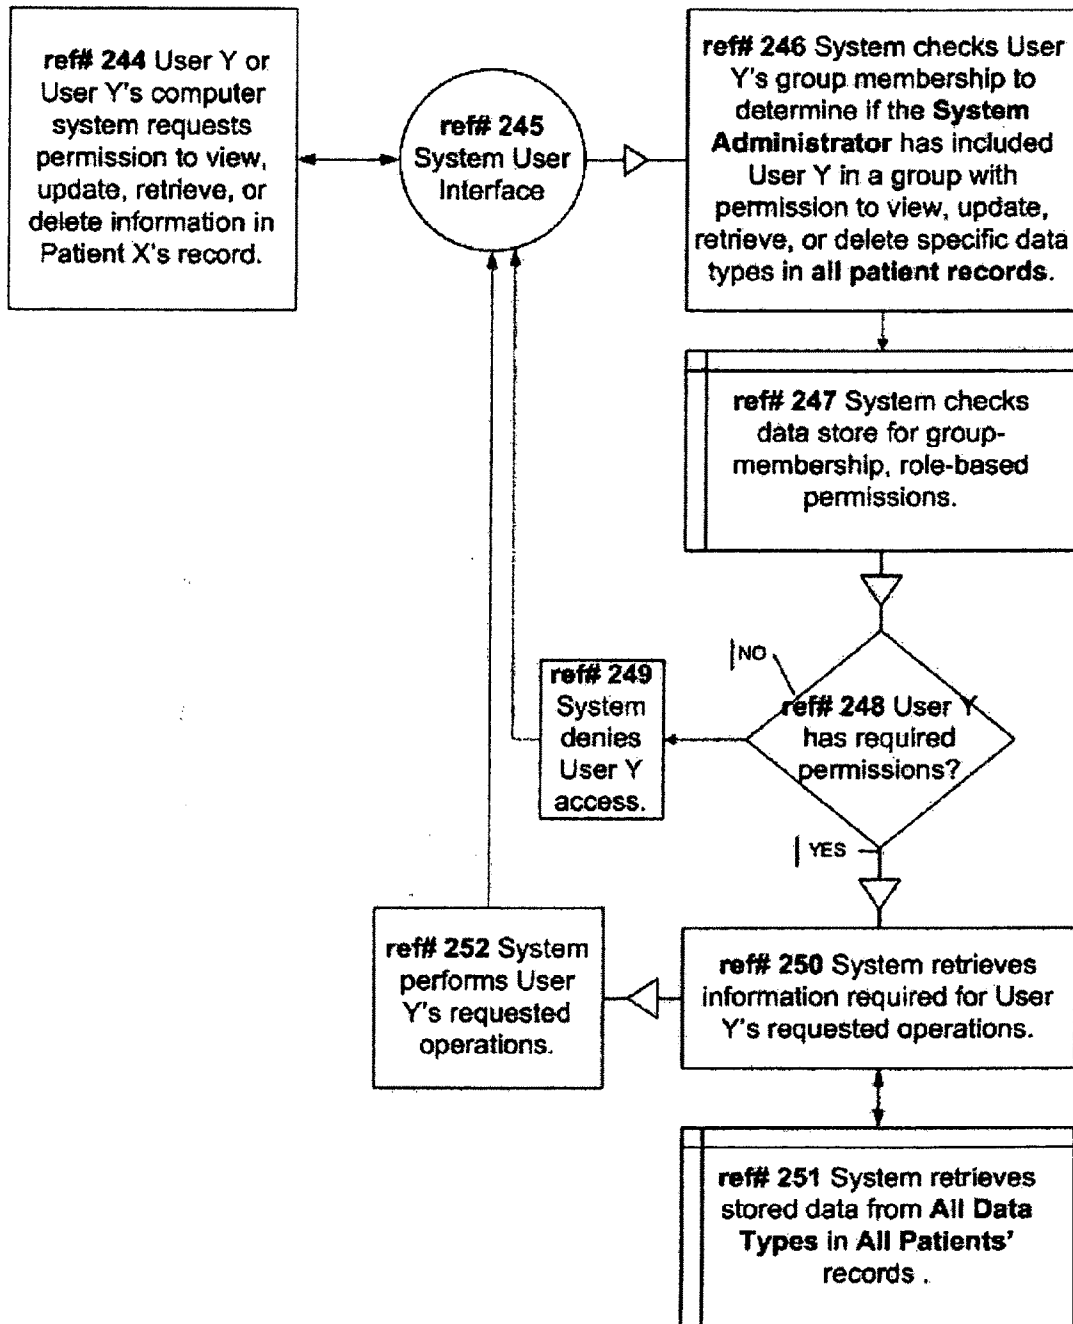 ref# 244 User Y or
User Y's computer
system requests
permission to view,
update, retrieve, or
delete information in
Patient X's record.
ref# 245
System User
Interface
ref# 246 System checks User
Y's group membership to
determine if the System
Administrator has included
User Y in a group with
permission to view, update,
retrieve, or delete specific data
types in all patient records.
ref# 247 System checks
data store for group-
membership, role-based
permissions.
NO
ref# 248 User Y
has required
permissions?
ref# 249
System
denies
User Y
access.
YES
ref# 250 System retrieves
information required for User
Y's requested operations.
ref# 252 System
performs User
Y's requested
operations.
ref# 251 System retrieves
stored data from All Data
Types in All Patients'
records .